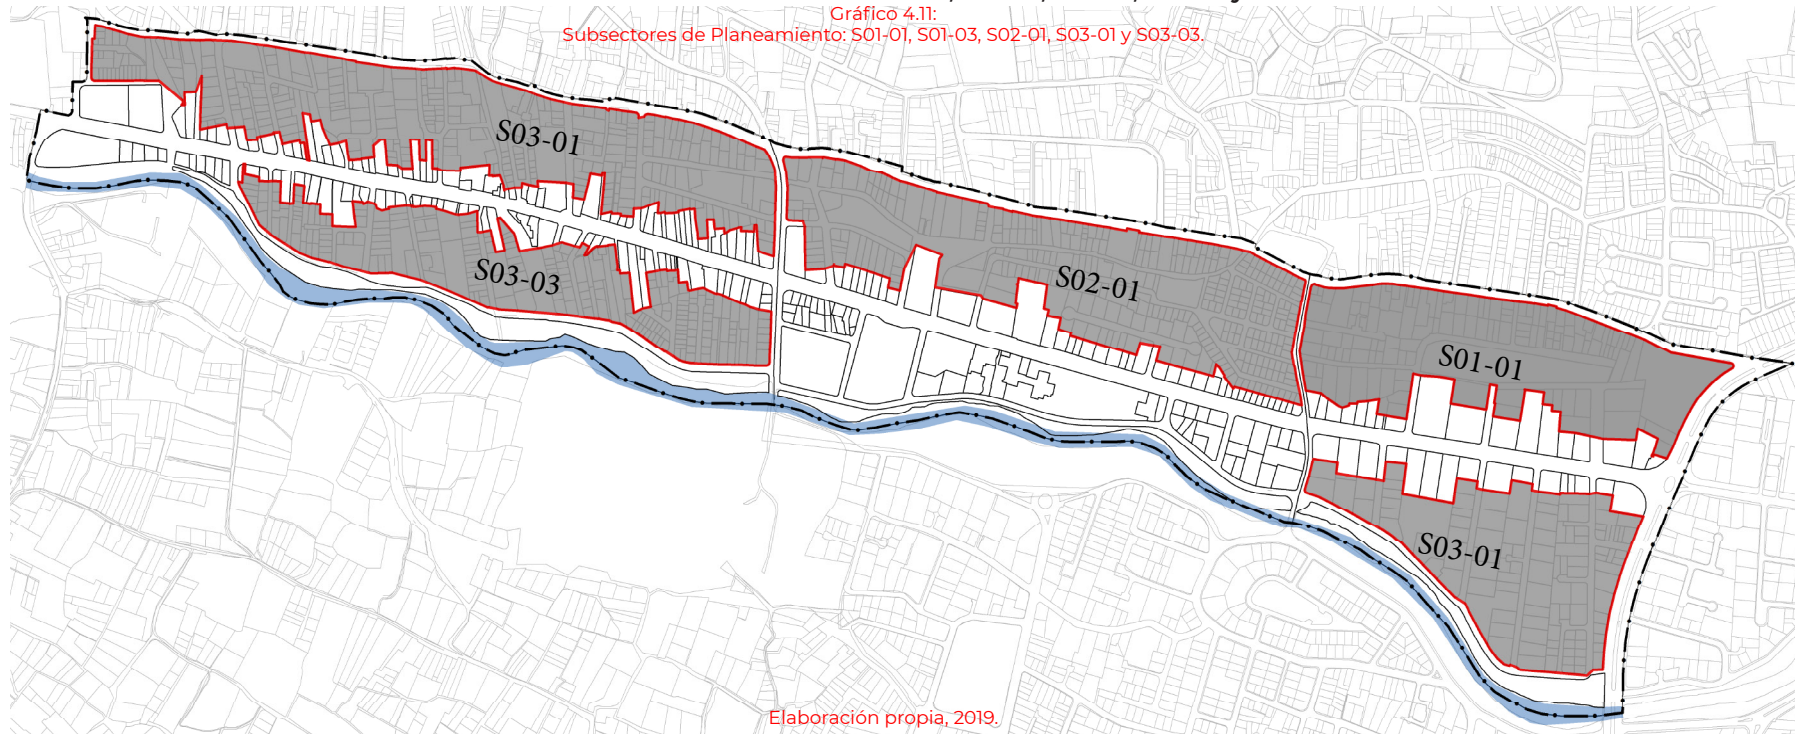 Gráfico 4.11:
Subsectores de Planeamiento: S01-01, S01-03, S02-01, S03-01 y S03-03.
S03-01
S03-03
S02-01
S01-01
S03-01
Elaboración propia, 2019.